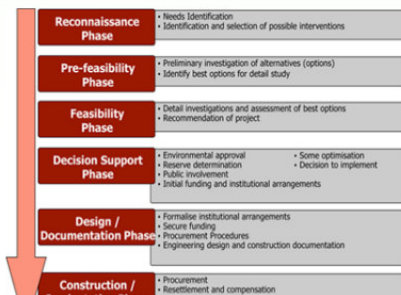 Reconnaissance
Phase
• Needs Identification
• Identification and selection of possible interventions
Pre-feasibility
Phase
• Preliminary investigation of alternatives (options)
• Identify best options for detail study
Feasibility
Phase
• Detail investigations and assessment of best options
• Recommendation of project
Decision Support
Phase
• Environmental approval
• Reserve determination
• Public involvement
• Initial funding and institutional arrangements
• Some optimisation
• Decision to implement
Design /
Documentation Phase
• Formalise institutional arrangements
• Secure funding
• Procurement Procedures
• Engineering design and construction documentation
Construction /
• Procurement
• Resettlement and compensation